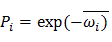 P_i = exp(−\overline{ω_i})